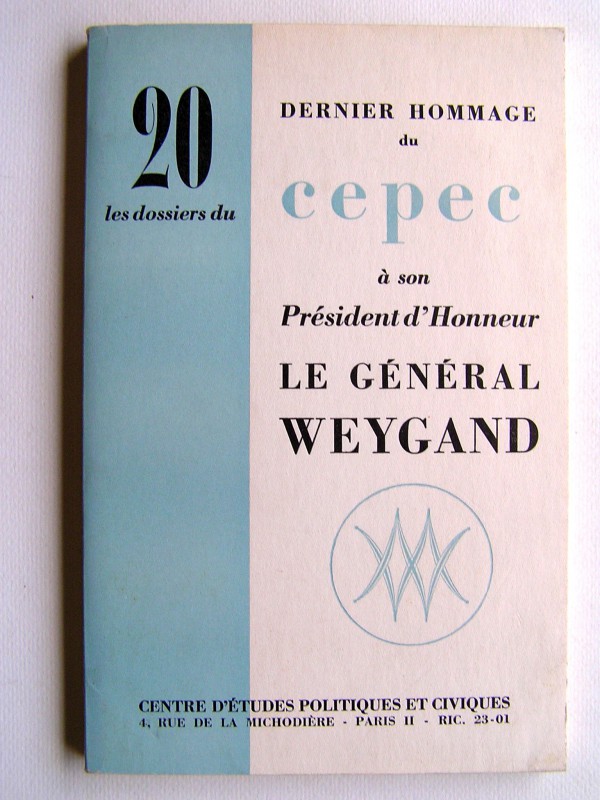 20
les dossiers du
DERNIER HOMMAGE
du
cepec
à son
Président d'Honneur
LE GÉNÉRAL
WEYGAND
CENTRE D'ÉTUDES POLITIQUES ET CIVIQUES
4, RUE DE LA MICHODIÈRE - PARIS II - RIC. 23-01